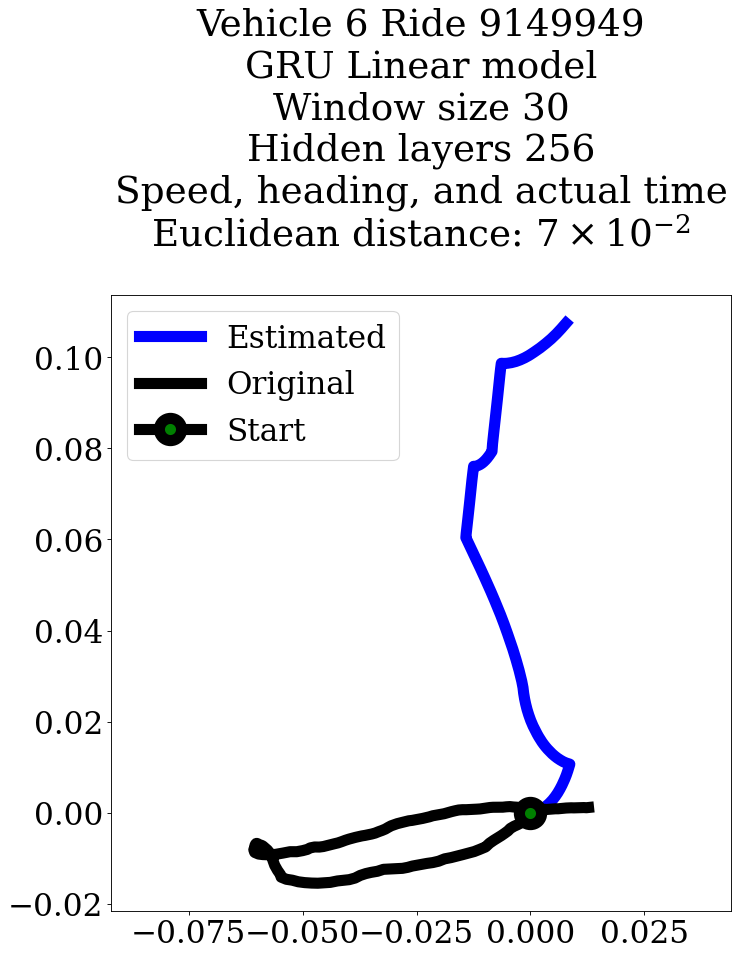 Vehicle 6 Ride 9149949
GRU Linear model
Window size 30
Hidden layers 256
Speed, heading, and actual time
Euclidean distance: 7 × 10⁻²
Estimated
Original
Start
0.10
0.08
0.06
0.04
0.02
0.00
−0.02
−0.075 −0.050 −0.025 0.000 0.025